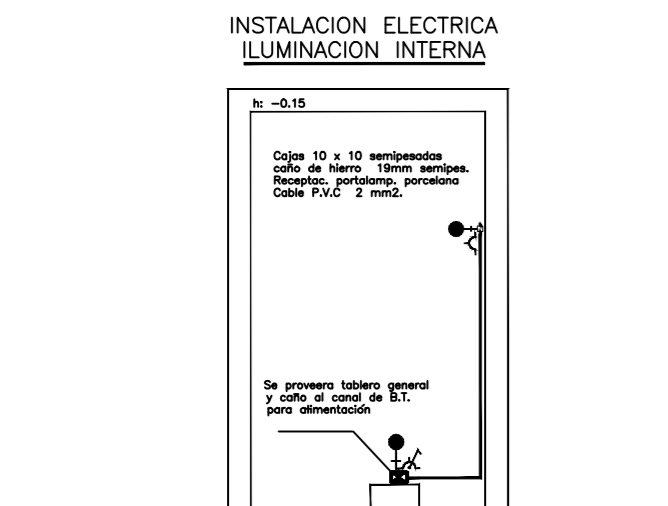 INSTALACION ELECTRICA
ILUMINACION INTERNA
h: -0.15
Cajas 10 x 10 semipesadas
caño de hierro 19mm semipes.
Receptac. portalamp. porcelana
Cable P.V.C 2 mm2.
Se proveera tablero general
y caño al canal de B.T.
para alimentación